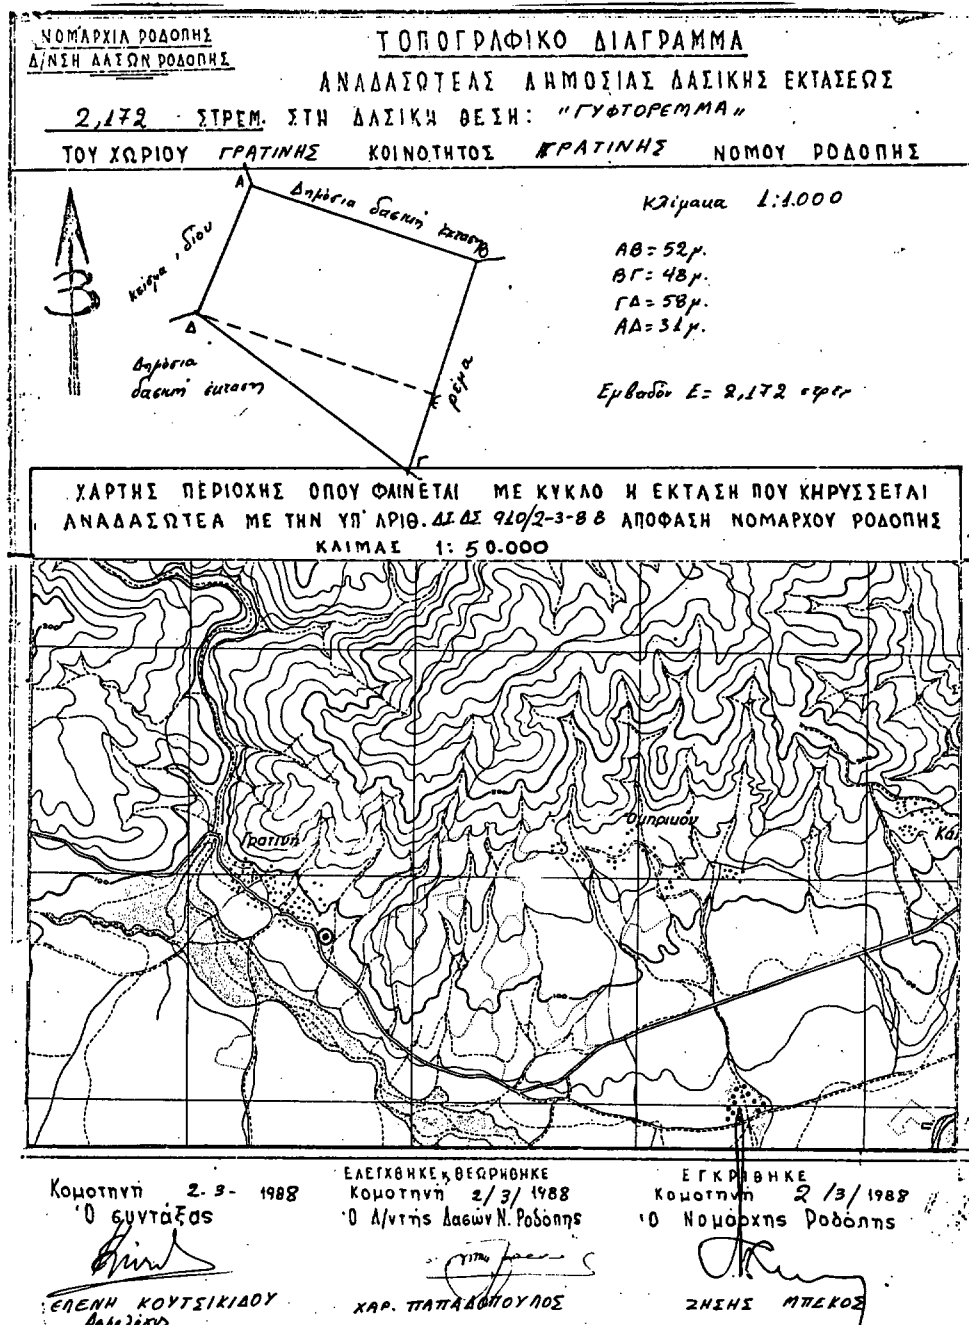 ΝΟΜΑΡΧΙΑ ΡΟΔΟΠΗΣ
Δ/ΝΣΗ ΔΑΣΩΝ ΡΟΔΟΠΗΣ
ΤΟΠΟΓΡΑΦΙΚΟ ΔΙΑΓΡΑΜΜΑ
ΑΝΑΔΑΣΩΤΕΑΣ ΔΗΜΟΣΙΑΣ ΔΑΣΙΚΗΣ ΕΚΤΑΣΕΩΣ
2,172 ΣΤΡΕΜ. ΣΤΗ ΔΑΣΙΚΗ ΘΕΣΗ: "ΓΥΦΤΟΡΕΜΜΑ"
ΤΟΥ ΧΩΡΙΟΥ ΓΡΑΤΙΝΗΣ ΚΟΙΝΟΤΗΤΟΣ ΓΡΑΤΙΝΗΣ ΝΟΜΟΥ ΡΟΔΟΠΗΣ
Β
Α
Δημόσια δασική έκταση
Β
Δ
Ε
Γ
ρέμα
Δημόσια
δασική έκταση
Κλίμακα 1:1.000
ΑΒ = 52μ.
ΒΓ = 48μ.
ΓΔ = 58μ.
ΑΔ = 31μ.
Εμβαδόν Ε = 2,172 στρεμ
ΧΑΡΤΗΣ ΠΕΡΙΟΧΗΣ ΟΠΟΥ ΦΑΙΝΕΤΑΙ ΜΕ ΚΥΚΛΟ Η ΕΚΤΑΣΗ ΠΟΥ ΚΗΡΥΣΣΕΤΑΙ
ΑΝΑΔΑΣΩΤΕΑ ΜΕ ΤΗΝ ΥΠ' ΑΡΙΘ. ΔΣ ΔΣ 910/2-3-88 ΑΠΟΦΑΣΗ ΝΟΜΑΡΧΟΥ ΡΟΔΟΠΗΣ
ΚΛΙΜΑΞ 1: 50.000
Γρατινή
Ομηρικόν
Κάλ
Κομοτηνή 2-3- 1988
Ό συντάξας
ΕΛΕΝΗ ΚΟΥΤΣΙΚΙΔΟΥ
ΕΛΕΓΧΘΗΚΕ & ΘΕΩΡΗΘΗΚΕ
Κομοτηνή 2/3/1988
Ό Δ/ντής Δασών Ν. Ροδόπης
ΧΑΡ. ΠΑΠΑΔΟΠΟΥΛΟΣ
ΕΓΚΡΙΘΗΚΕ
Κομοτηνή 2/3/1988
Ό Νομάρχης Ροδόπης
ΖΗΣΗΣ ΜΠΕΚΟΣ